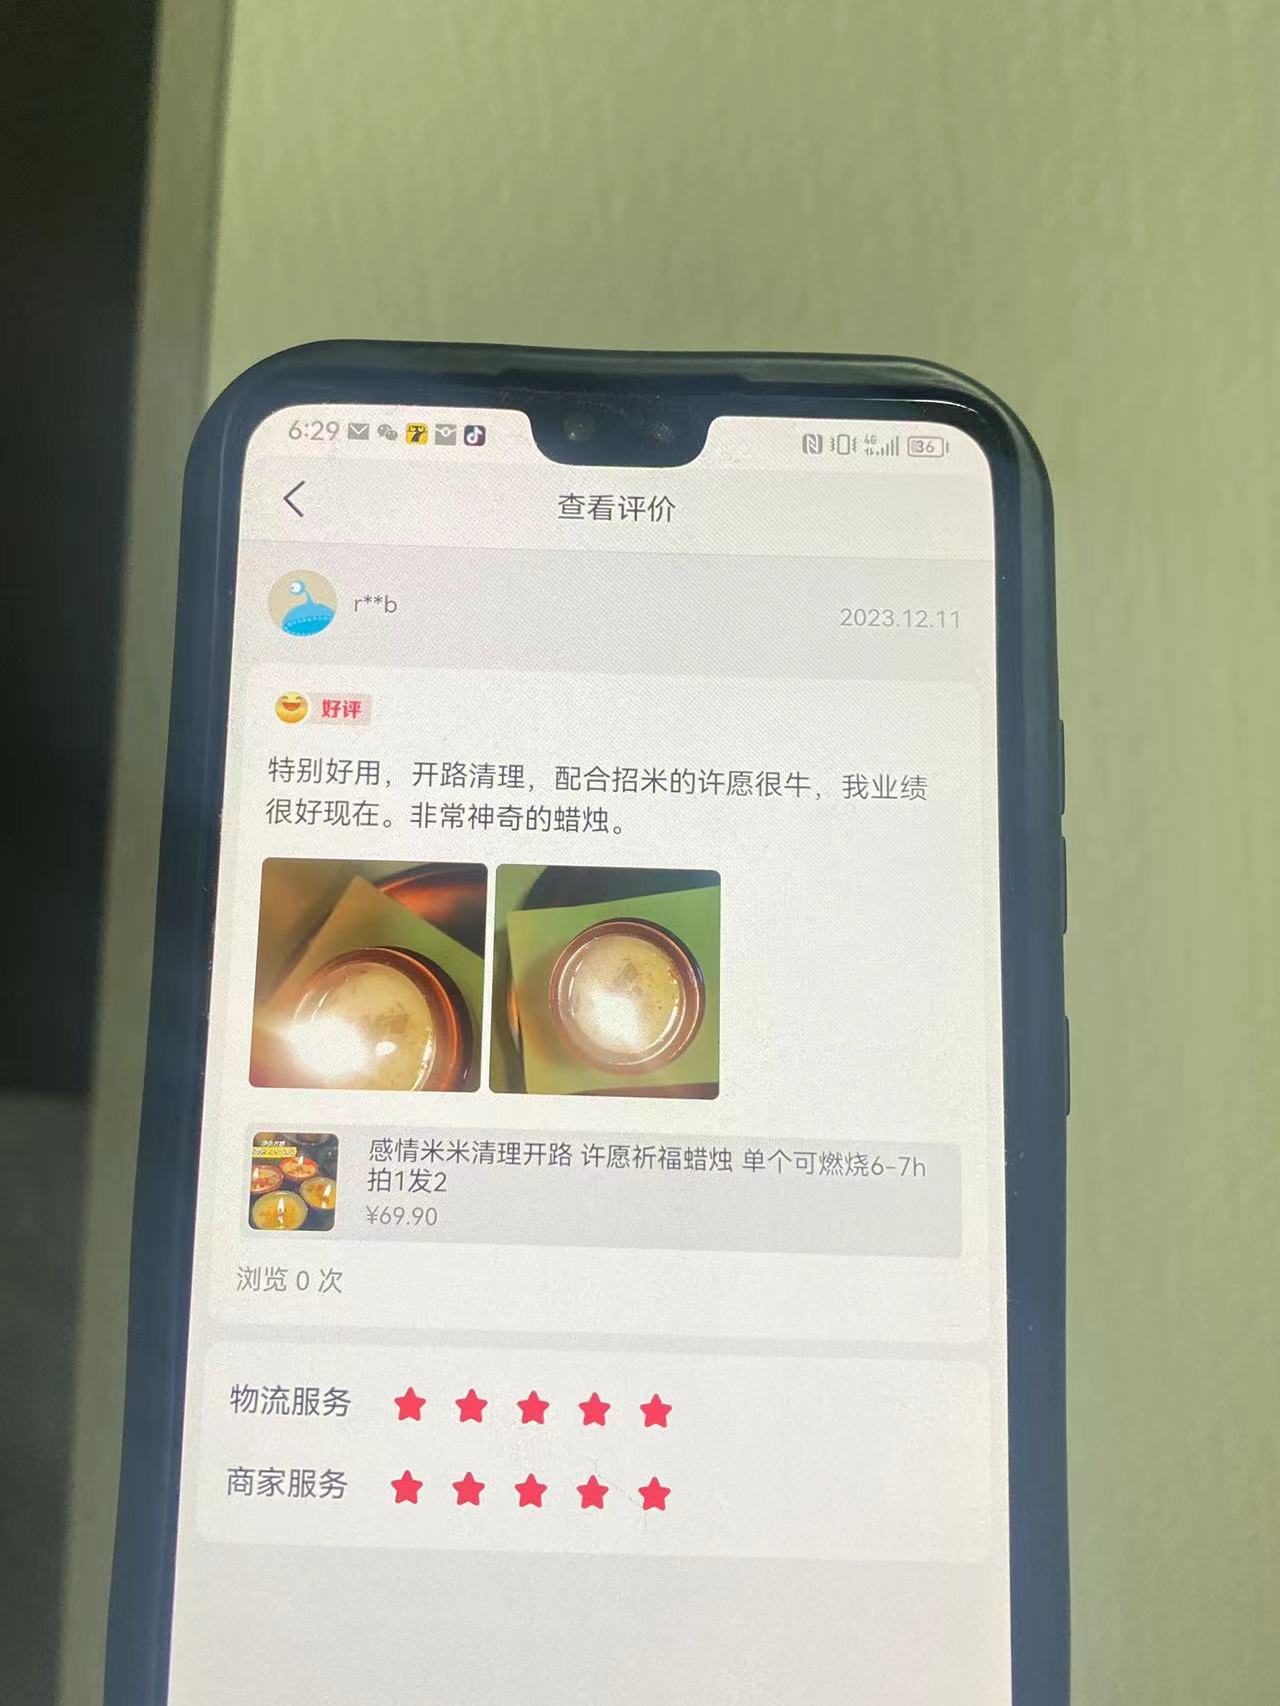 6:29
4G
36
查看评价
r**b
2023.12.11
好评
特别好用，开路清理，配合招米的许愿很牛，我业绩
很好现在。非常神奇的蜡烛。
感情米米清理开路 许愿祈福蜡烛 单个可燃烧6-7h
拍1发2
¥69.90
浏览 0 次
物流服务
商家服务